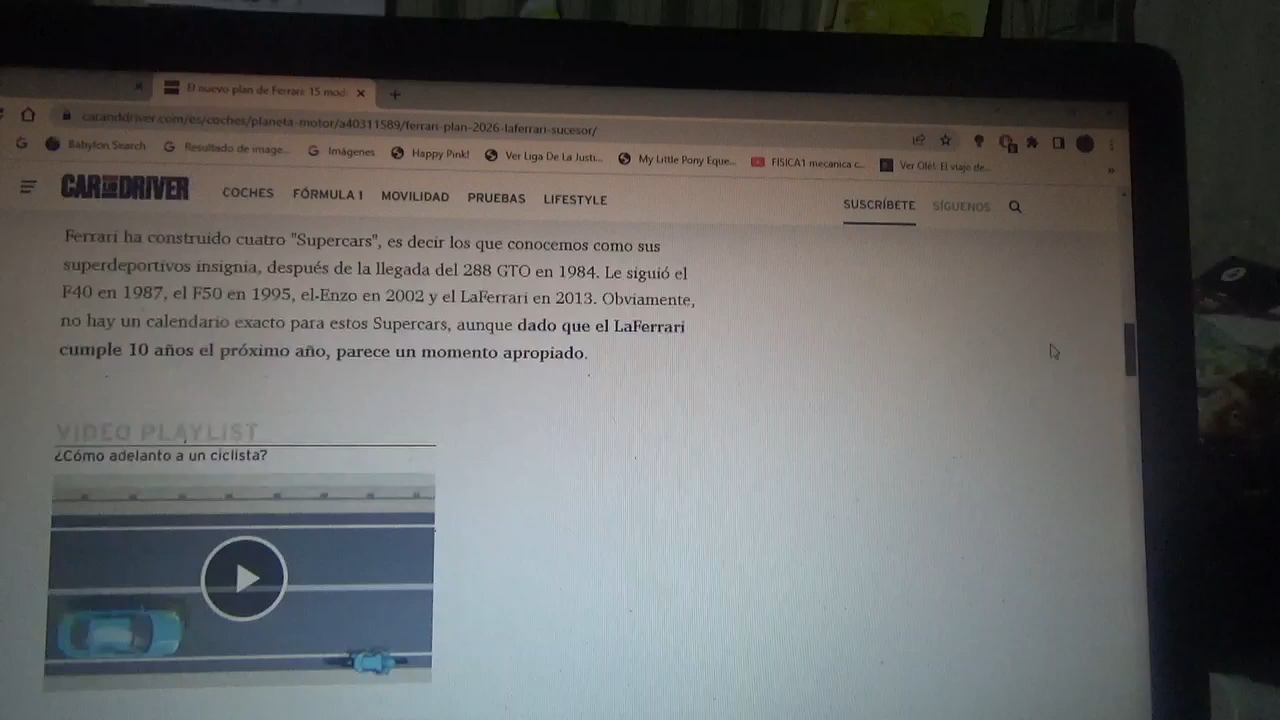 El nuevo plan de Ferrari: 15 mod
caranddriver.com/es/coches/planeta-motor/a40311589/ferrari-plan-2026-laferrari-sucesor/
Babylon Search Resultado de image... Imágenes Happy Pink! Ver Liga De La Justi... My Little Pony Eque... FISICA1 mecanica c... Ver Olé! El viaje de...
CAR AND DRIVER COCHES FÓRMULA 1 MOVILIDAD PRUEBAS LIFESTYLE SUSCRÍBETE SÍGUENOS
Ferrari ha construido cuatro "Supercars", es decir los que conocemos como sus
superdeportivos insignia, después de la llegada del 288 GTO en 1984. Le siguió el
F40 en 1987, el F50 en 1995, el Enzo en 2002 y el LaFerrari en 2013. Obviamente,
no hay un calendario exacto para estos Supercars, aunque dado que el LaFerrari
cumple 10 años el próximo año, parece un momento apropiado.
VIDEO PLAYLIST
¿Cómo adelanto a un ciclista?